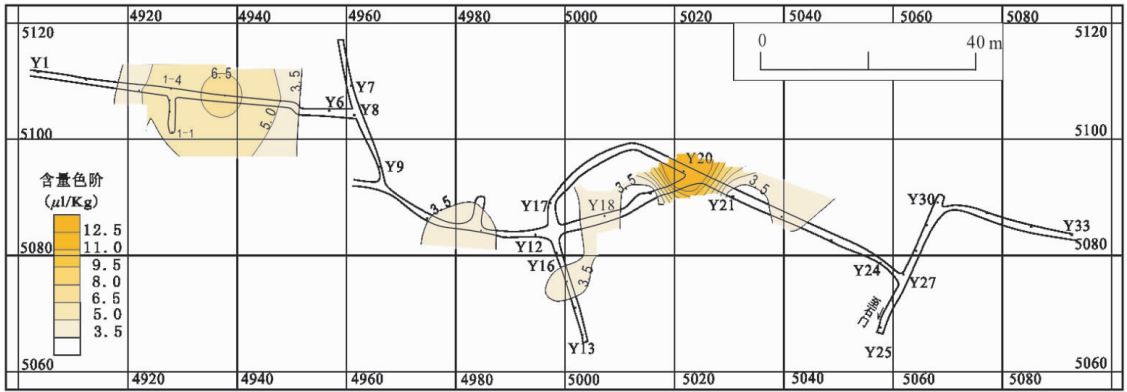 4920 4940 4960 4980 5000 5020 5040 5060 5080
5120 5120
0 40 m
Y1
1-4 6.5 3.5
Y7
Y6 Y8
5.0
1-1
5100 5100
Y9
Y20
含量色阶
(μl/Kg)
12.5
11.0
9.5
8.0
6.5
5.0
3.5
3.5 3.5 3.5
Y17 Y18 Y21 Y30 Y33
Y12
5080 5080
Y16 3.5 Y24 Y27
Y13 Y25
5060 5060
4920 4940 4960 4980 5000 5020 5040 5060 5080